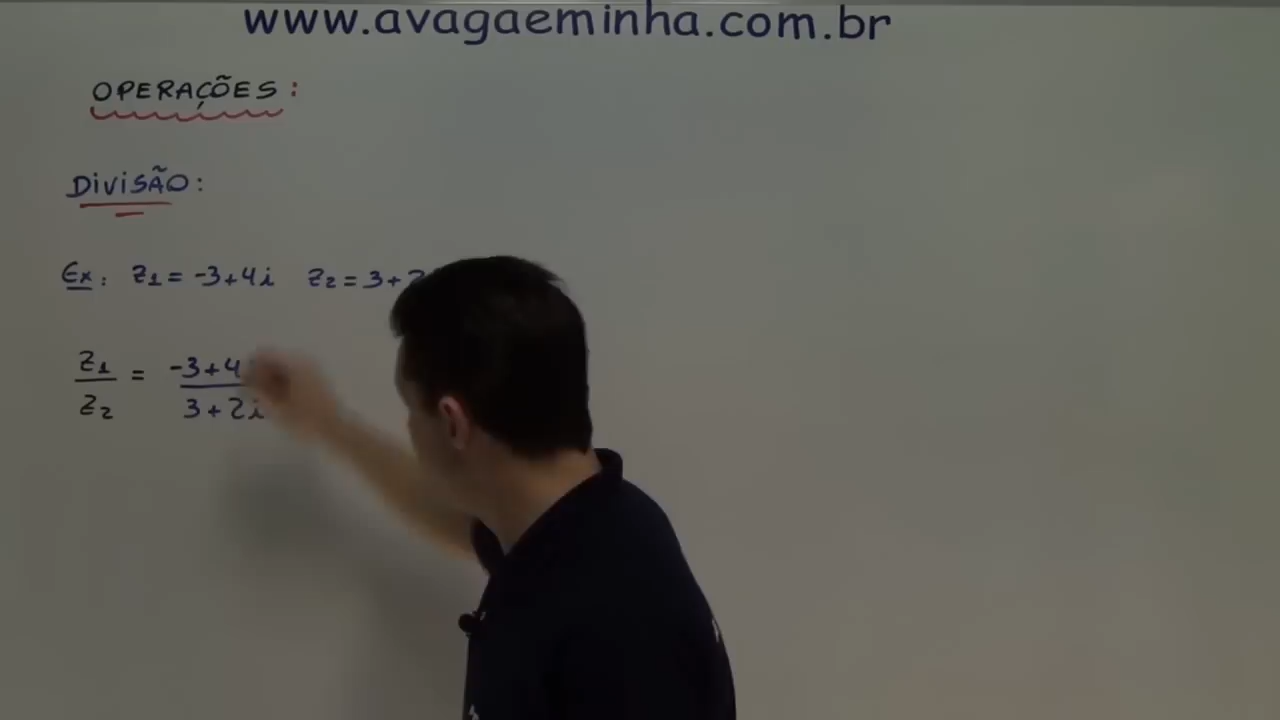 www.avagaeminha.com.br
OPERAÇÕES:
DiViSÃO:
Ex: z1 = -3+4i z2 = 3+2
z1 / z2 = -3+4 / 3+2i